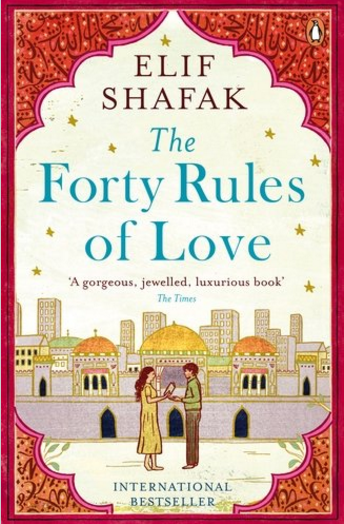 ELIF
SHAFAK
The
Forty Rules
of Love
‘A gorgeous, jewelled, luxurious book’
The Times
INTERNATIONAL
BESTSELLER